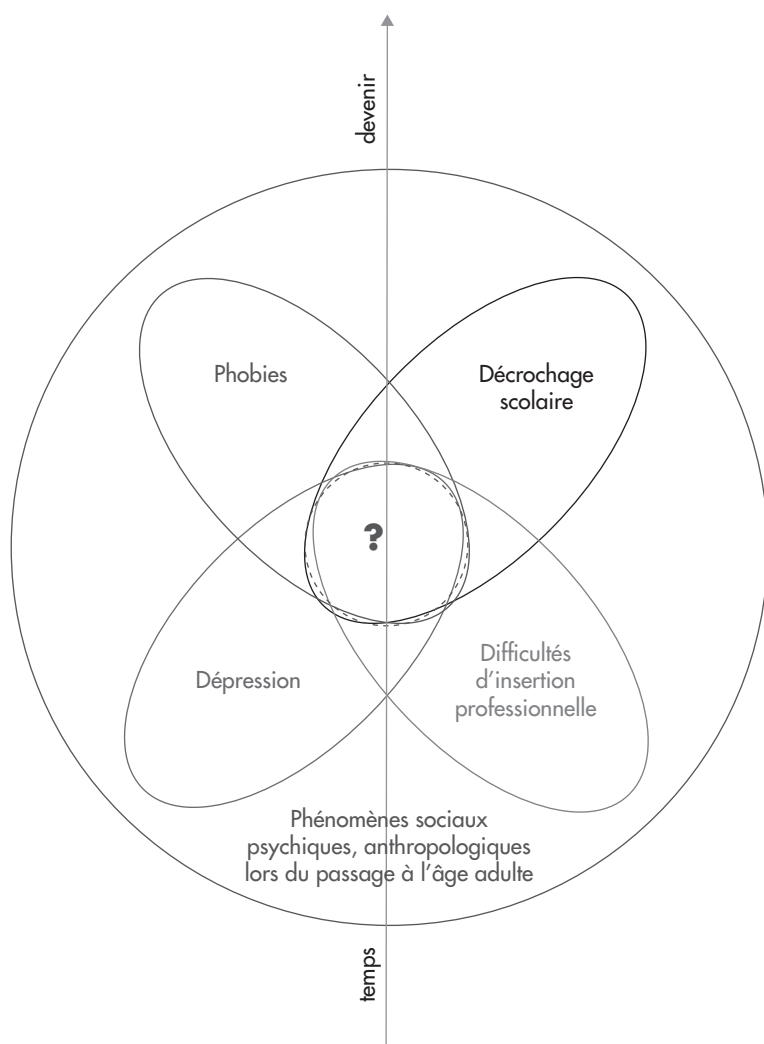 devenir
Phobies
Décrochage
scolaire
?
Dépression
Difficultés
d’insertion
professionnelle
Phénomènes sociaux
psychiques, anthropologiques
lors du passage à l’âge adulte
temps